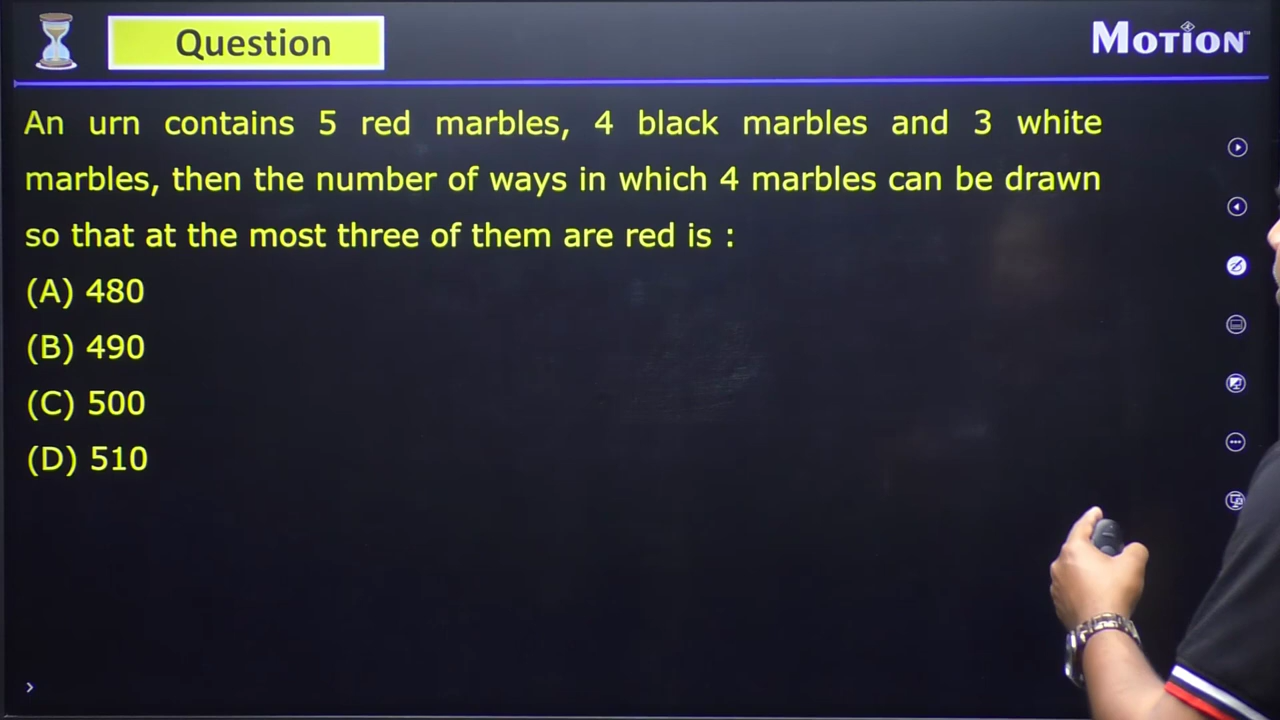 Question
MOTION™
An urn contains 5 red marbles, 4 black marbles and 3 white
marbles, then the number of ways in which 4 marbles can be drawn
so that at the most three of them are red is :
(A) 480
(B) 490
(C) 500
(D) 510